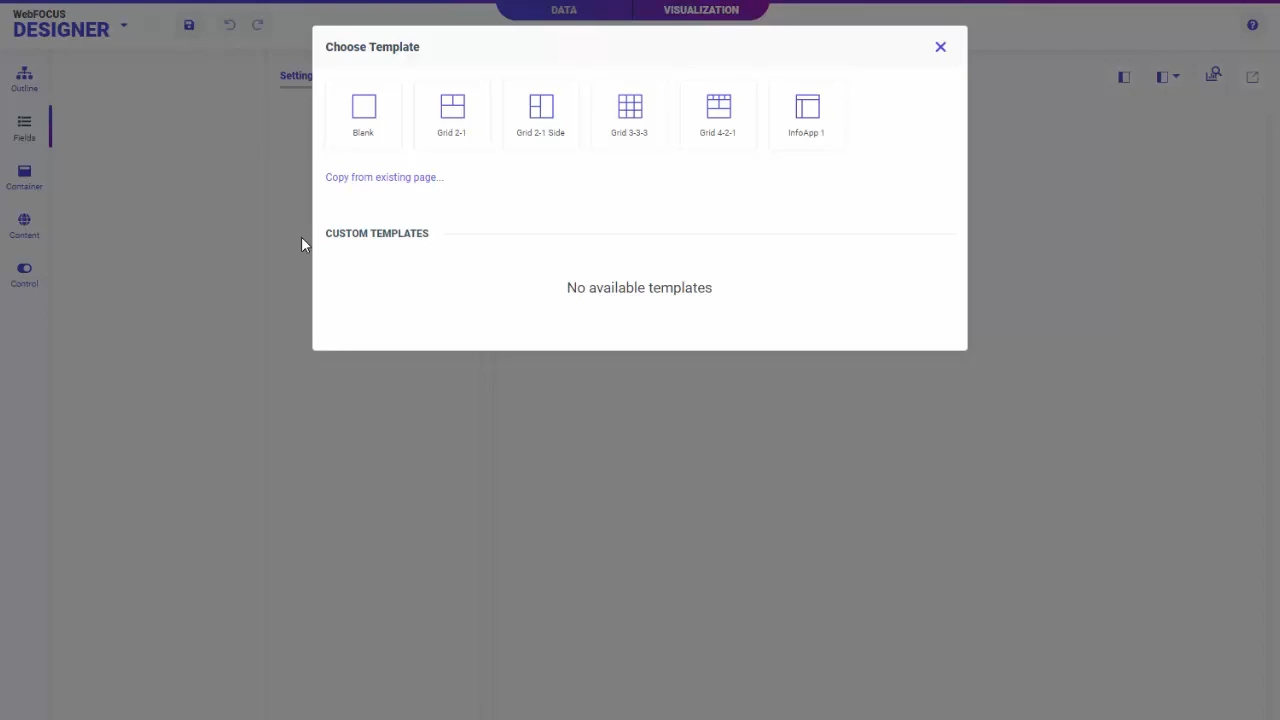 WebFOCUS
DESIGNER
DATA
VISUALIZATION
Choose Template
Outline
Setting
Blank
Grid 2-1
Grid 2-1 Side
Grid 3-3-3
Grid 4-2-1
InfoApp 1
Fields
Copy from existing page...
Container
Content
CUSTOM TEMPLATES
Control
No available templates